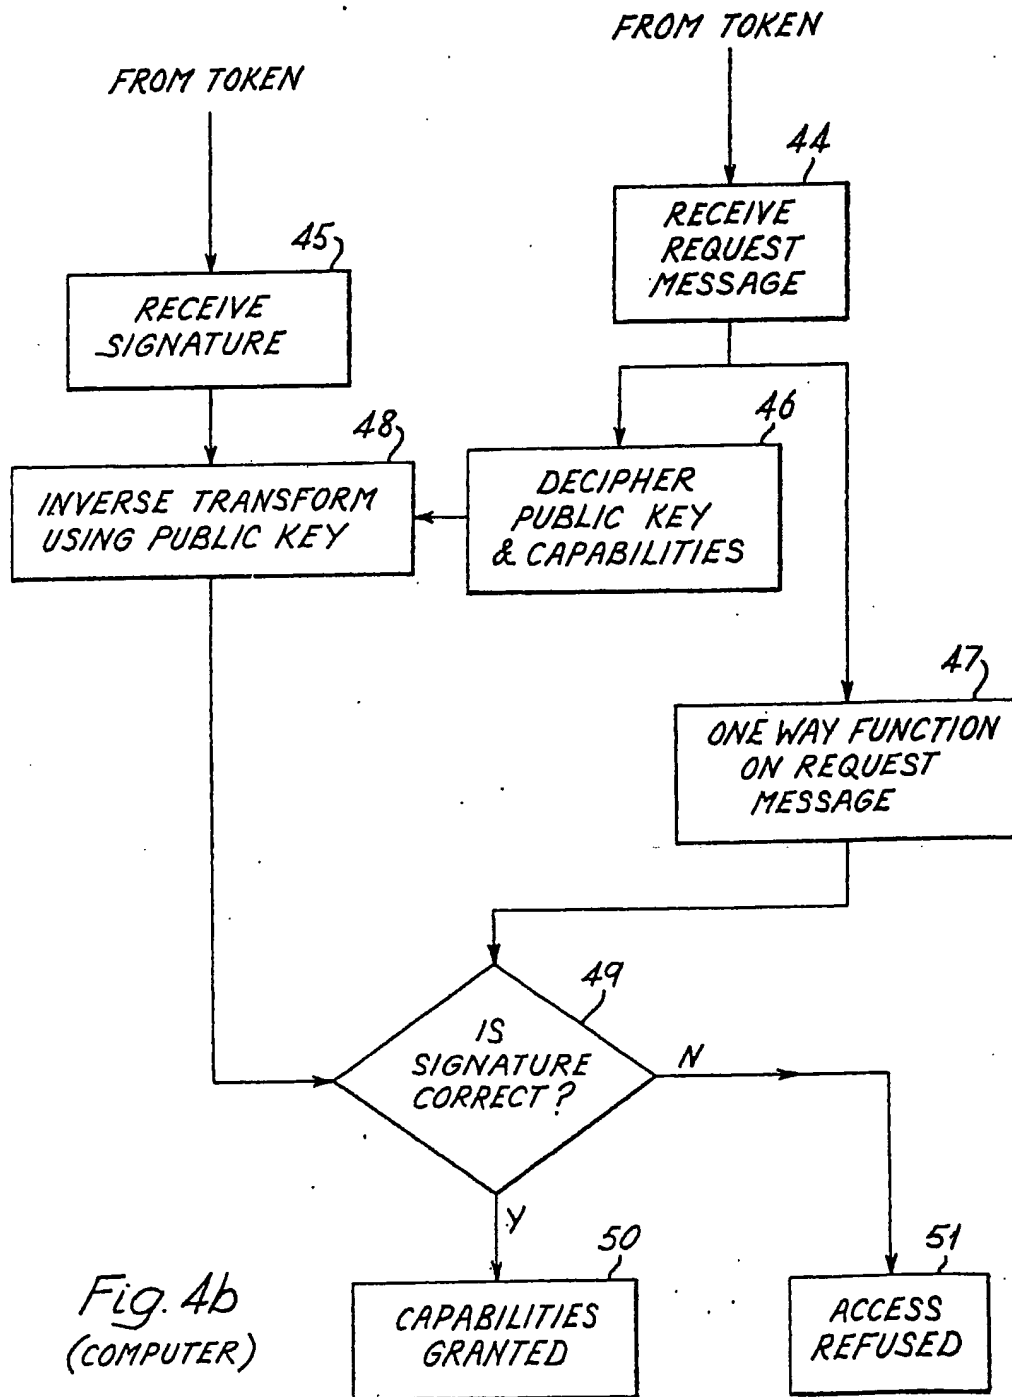 FROM TOKEN
FROM TOKEN
44
RECEIVE
REQUEST
MESSAGE
45
RECEIVE
SIGNATURE
46
DECIPHER
PUBLIC KEY
& CAPABILITIES
48
INVERSE TRANSFORM
USING PUBLIC KEY
47
ONE WAY FUNCTION
ON REQUEST
MESSAGE
49
IS
SIGNATURE
CORRECT?
N
Y
50
CAPABILITIES
GRANTED
51
ACCESS
REFUSED
Fig. 4b
(COMPUTER)